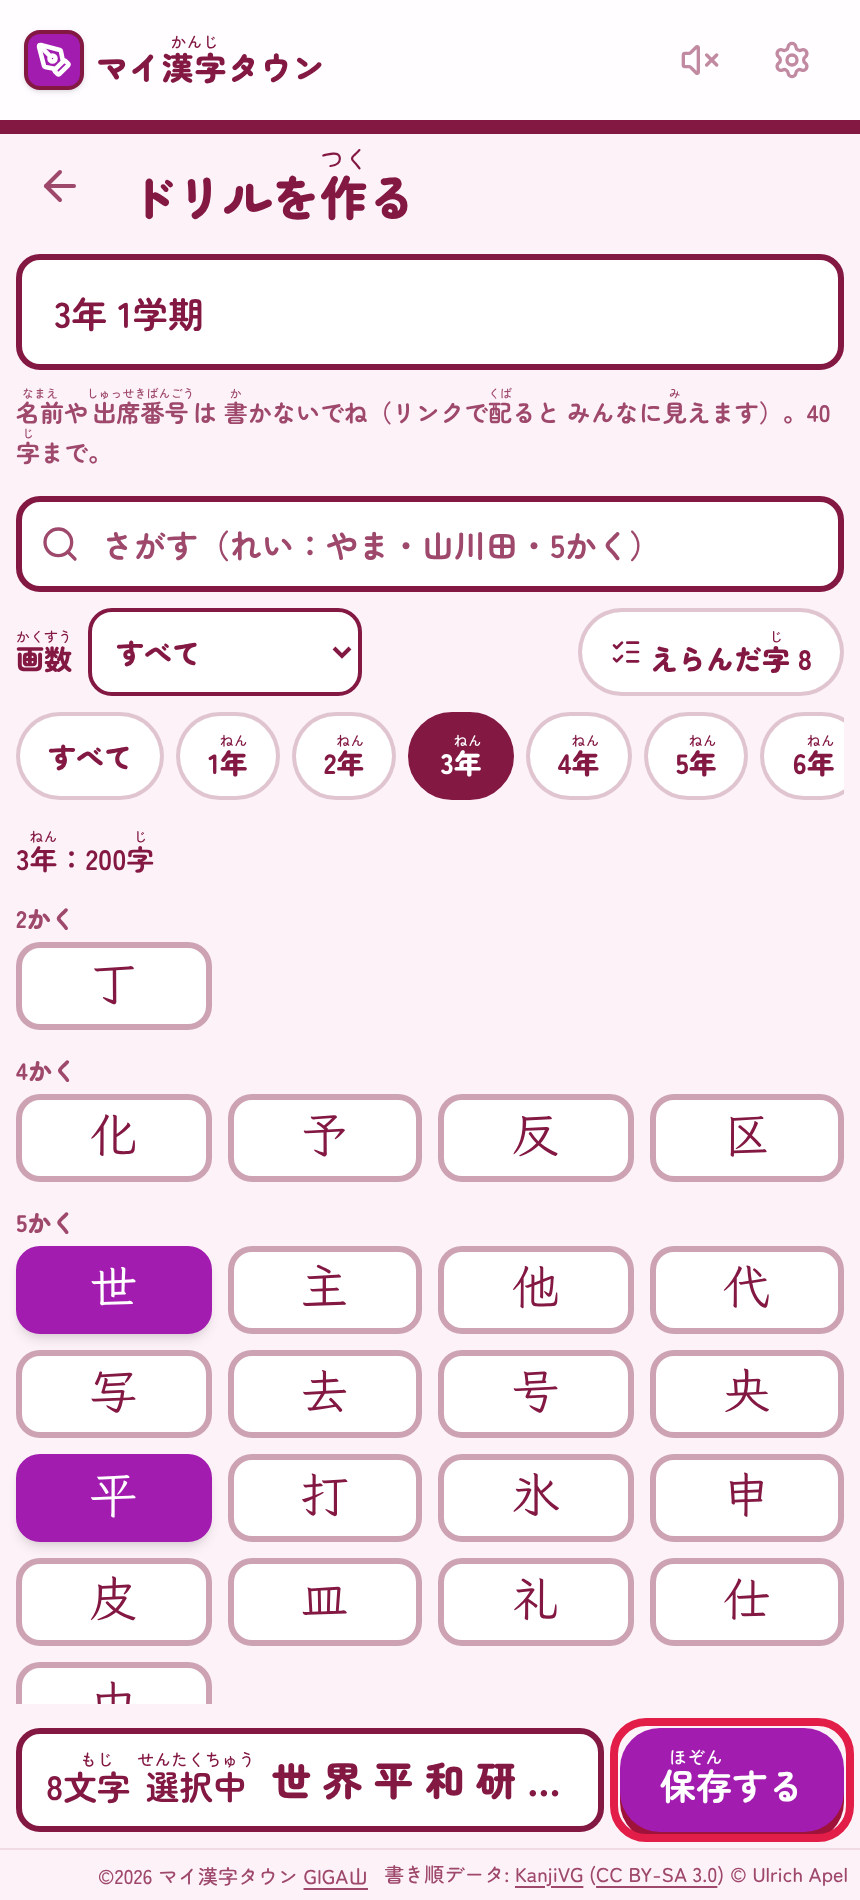 かんじ
マイ漢字タウン
つく
ドリルを作る
3年 1学期
なまえ しゅっせきばんごう か くば み
名前や出席番号は 書かないでね（リンクで配ると みんなに見えます）。40
じ
字まで。
さがす（れい：やま・山川田・5かく）
かくすう じ
画数 すべて えらんだ字 8
ねん ねん ねん ねん ねん ねん
すべて 1年 2年 3年 4年 5年 6年
ねん じ
3年：200字
2かく
丁
4かく
化 予 反 区
5かく
世 主 他 代
写 去 号 央
平 打 氷 申
皮 皿 礼 仕
もじ せんたくちゅう ほぞん
8文字 選択中 世 界 平 和 研 … 保存する
©2026 マイ漢字タウン GIGA山 書き順データ: KanjiVG (CC BY-SA 3.0) © Ulrich Apel